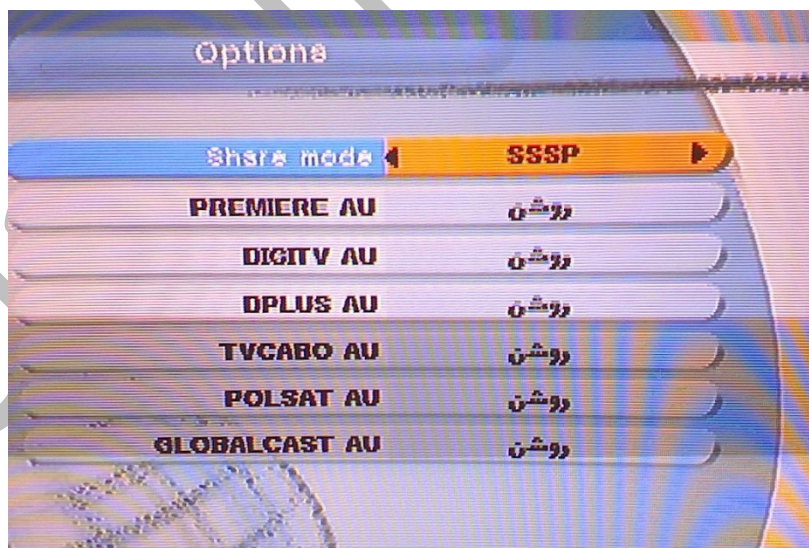 Options
Share mode SSSP
PREMIERE AU روشن
DIGITV AU روشن
DPLUS AU روشن
TVCABO AU روشن
POLSAT AU روشن
GLOBALCAST AU روشن